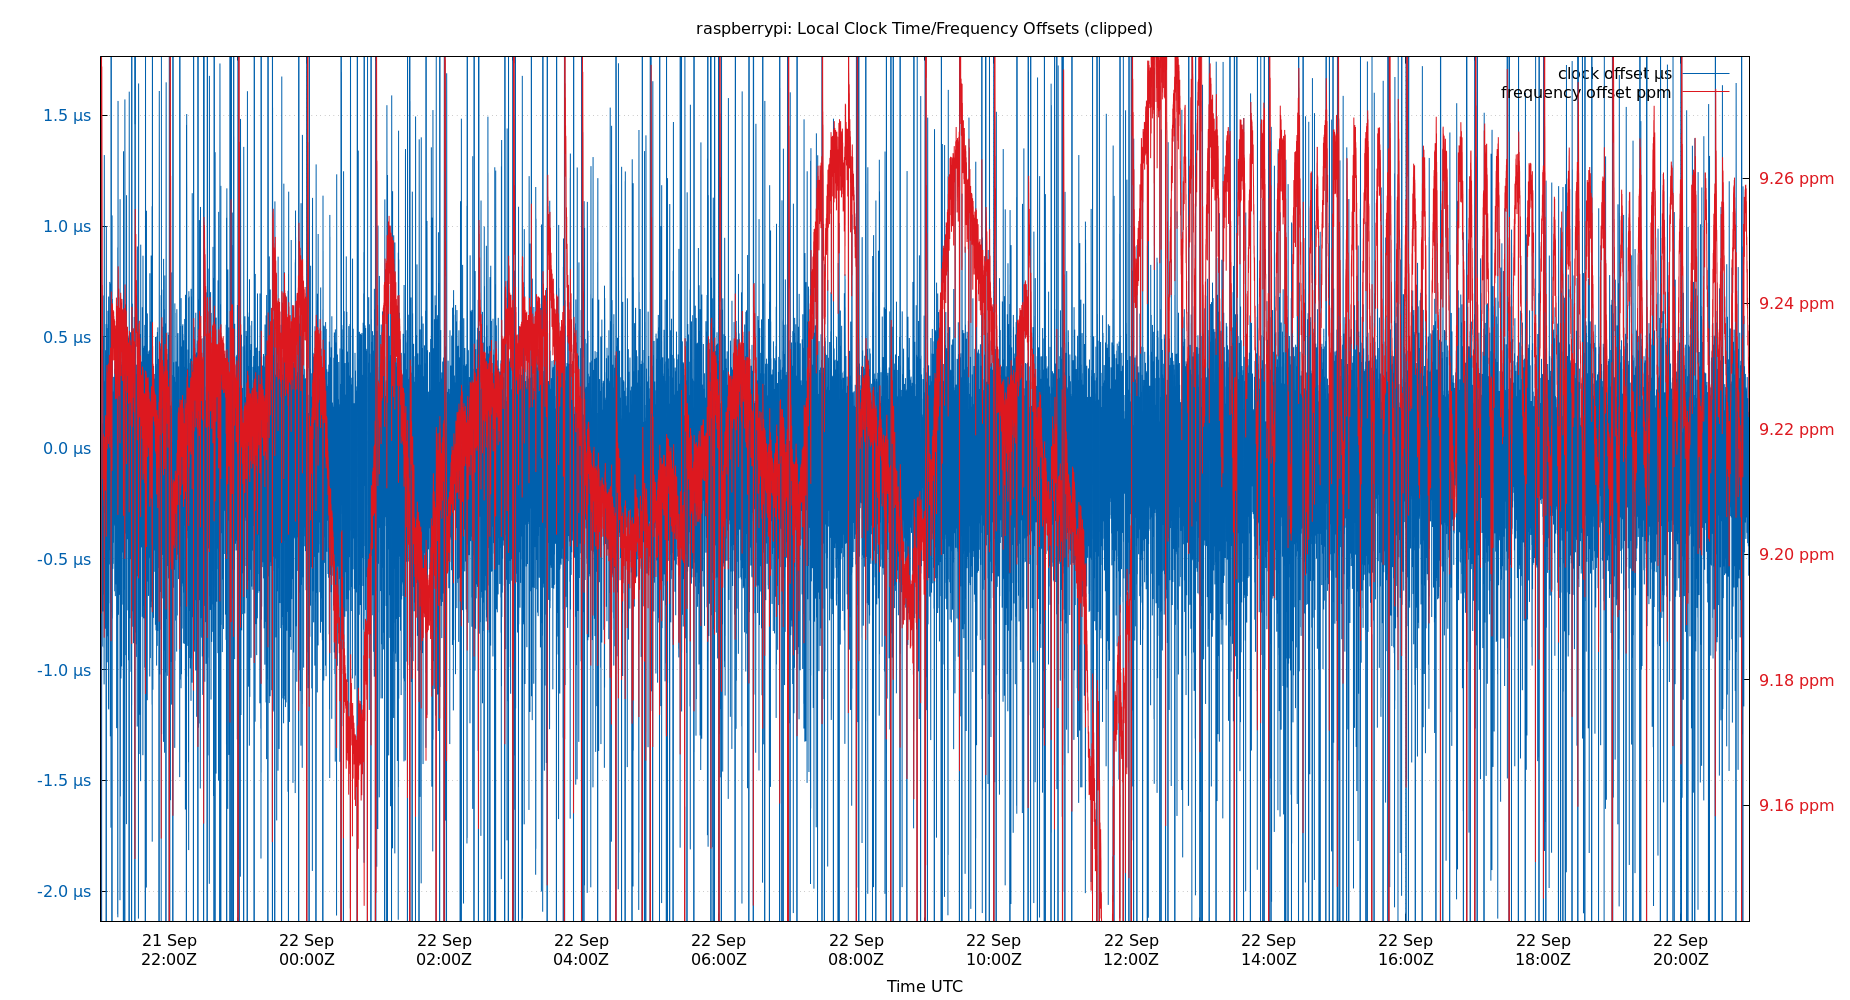 raspberrypi: Local Clock Time/Frequency Offsets (clipped)
clock offset µs
frequency offset ppm
1.5 µs
1.0 µs
0.5 µs
0.0 µs
-0.5 µs
-1.0 µs
-1.5 µs
-2.0 µs
9.26 ppm
9.24 ppm
9.22 ppm
9.20 ppm
9.18 ppm
9.16 ppm
21 Sep 22 Sep 22 Sep 22 Sep 22 Sep 22 Sep 22 Sep 22 Sep 22 Sep 22 Sep 22 Sep 22 Sep
22:00Z 00:00Z 02:00Z 04:00Z 06:00Z 08:00Z 10:00Z 12:00Z 14:00Z 16:00Z 18:00Z 20:00Z
Time UTC